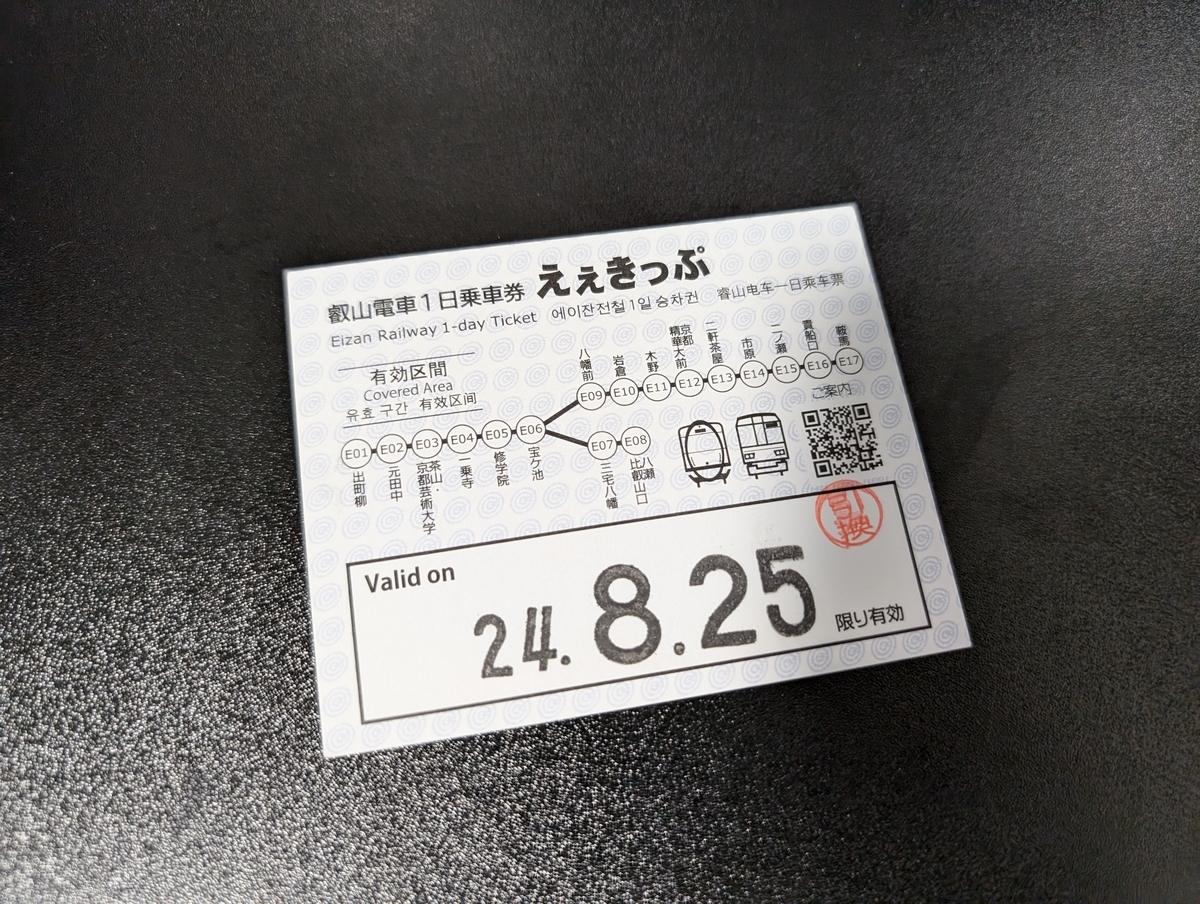 叡山電車1日乗車券 えぇきっぷ
Eizan Railway 1-day Ticket 에이잔전철 1일 승차권 睿山电车一日乘车票
有効区間
Covered Area
유효 구간 有效区间
八幡前
岩倉
木野
京都精華大前
二軒茶屋
市原
二ノ瀬
貴船口
鞍馬
E09 E10 E11 E12 E13 E14 E15 E16 E17
ご案内
E01 E02 E03 E04 E05 E06
E07 E08
出町柳
元田中
茶山・京都芸術大学
一乗寺
修学院
宝ケ池
三宅八幡
八瀬比叡山口
引換
Valid on
24.8.25 限り有効